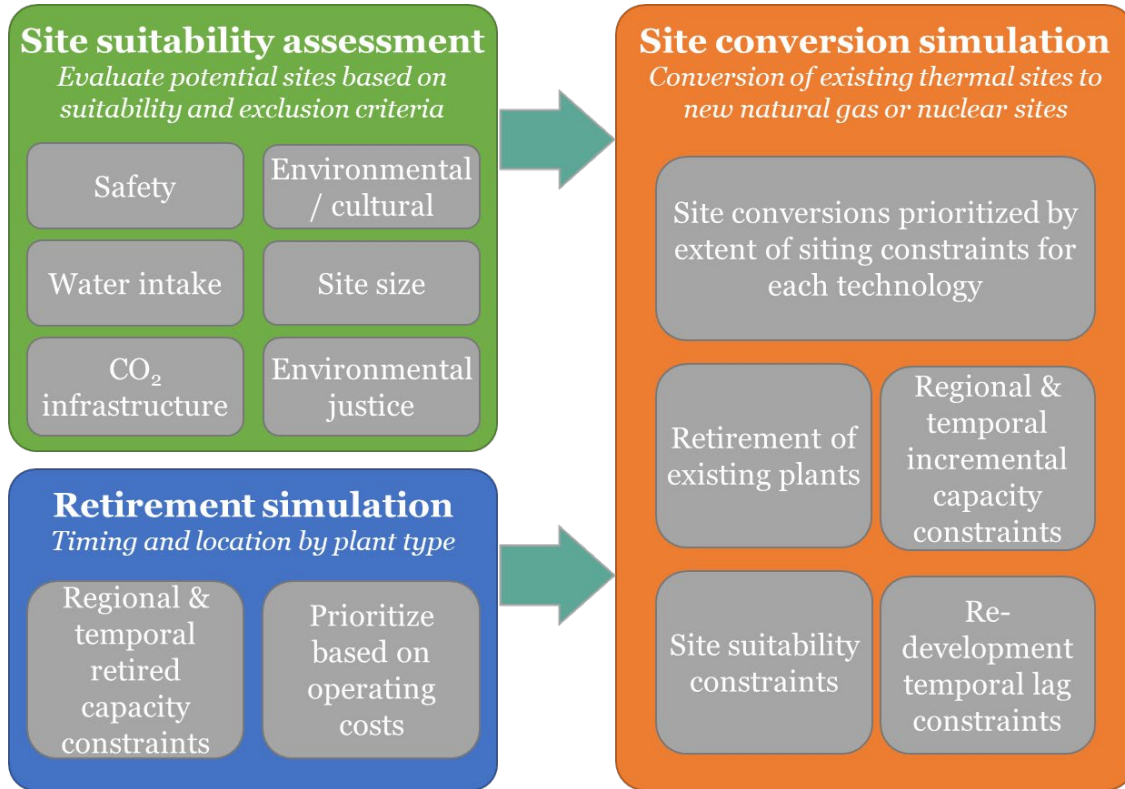 Site suitability assessment
Evaluate potential sites based on
suitability and exclusion criteria
Safety
Environmental
/ cultural
Water intake
Site size
CO₂
infrastructure
Environmental
justice
Retirement simulation
Timing and location by plant type
Regional &
temporal
retired
capacity
constraints
Prioritize
based on
operating
costs
Site conversion simulation
Conversion of existing thermal sites to
new natural gas or nuclear sites
Site conversions prioritized by
extent of siting constraints for
each technology
Retirement of
existing plants
Regional &
temporal
incremental
capacity
constraints
Site suitability
constraints
Re-
development
temporal lag
constraints